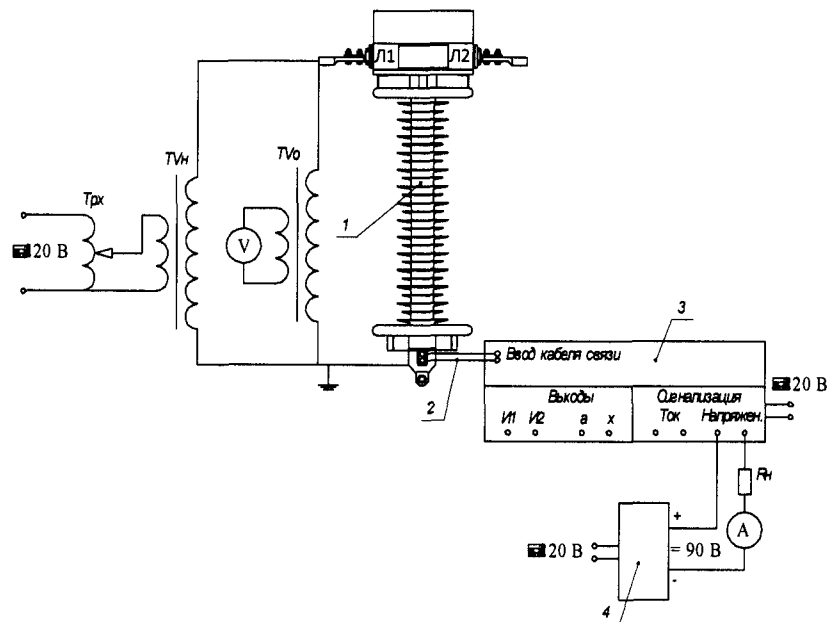 Л1
Л2
TVн
TVо
Трх
20 В
V
1
3
Ввод кабеля связи
2
20 В
Выходы
Сигнализация
И1
И2
а
х
Ток
Напряжен.
Rн
A
+
20 В
= 90 В
-
4